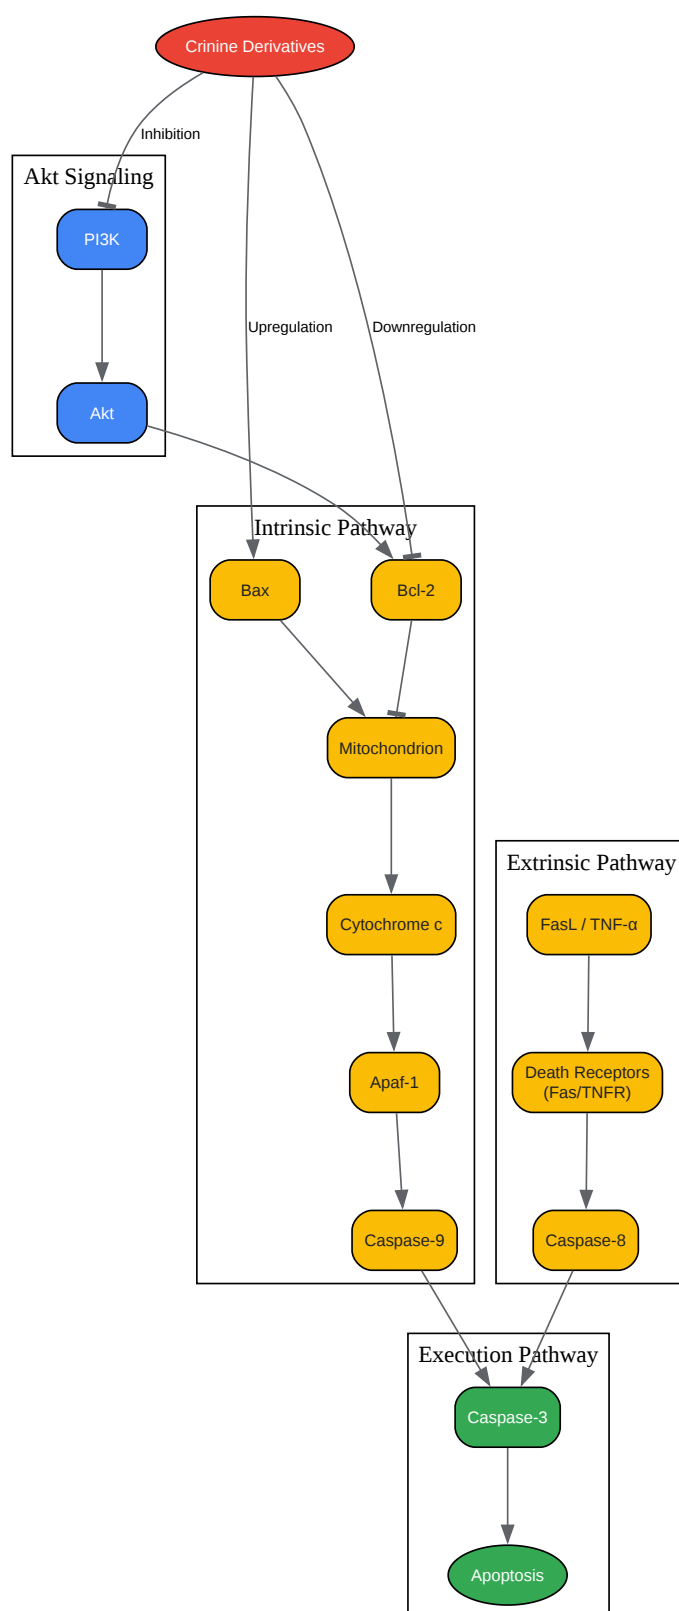 Crinine Derivatives
Inhibition
Akt Signaling
PI3K
Upregulation
Downregulation
Akt
Intrinsic Pathway
Bax
Bcl-2
Mitochondrion
Extrinsic Pathway
Cytochrome c
FasL / TNF-α
Apaf-1
Death Receptors
(Fas/TNFR)
Caspase-9
Caspase-8
Execution Pathway
Caspase-3
Apoptosis